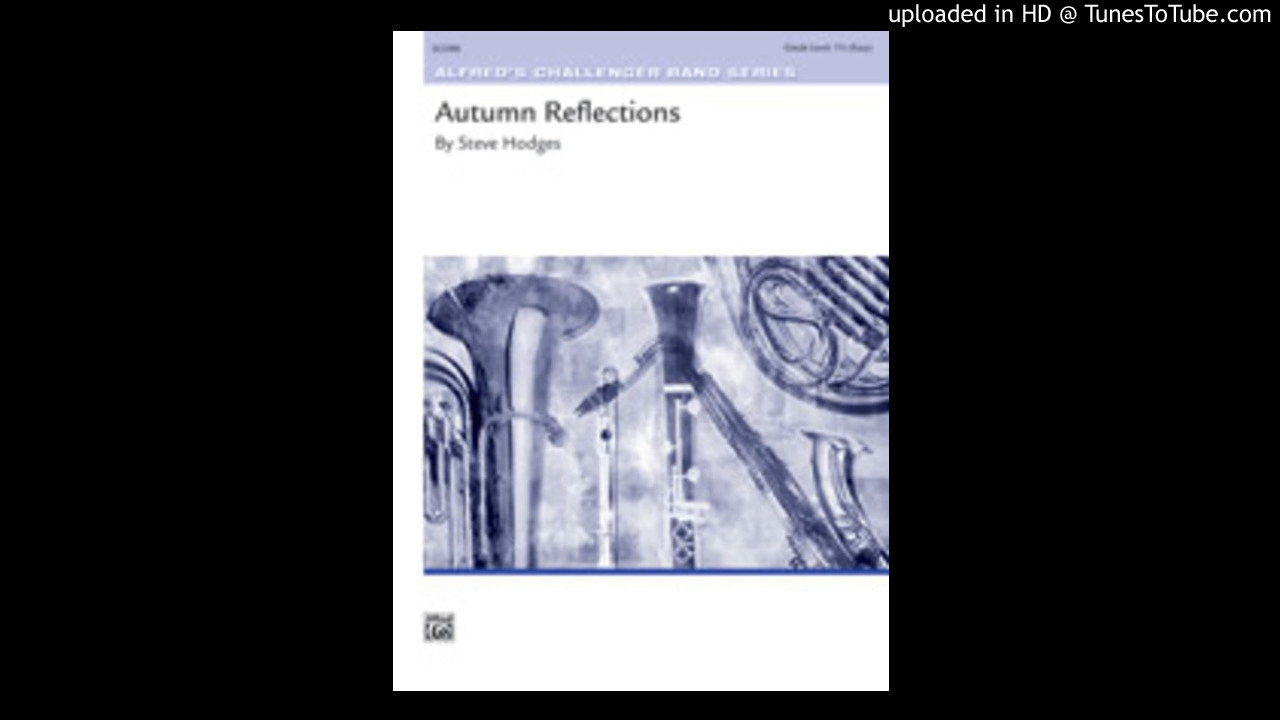 uploaded in HD @ TunesToTube.com
ALFRED'S CHALLENGER BAND SERIES
Autumn Reflections
By Steve Hodges